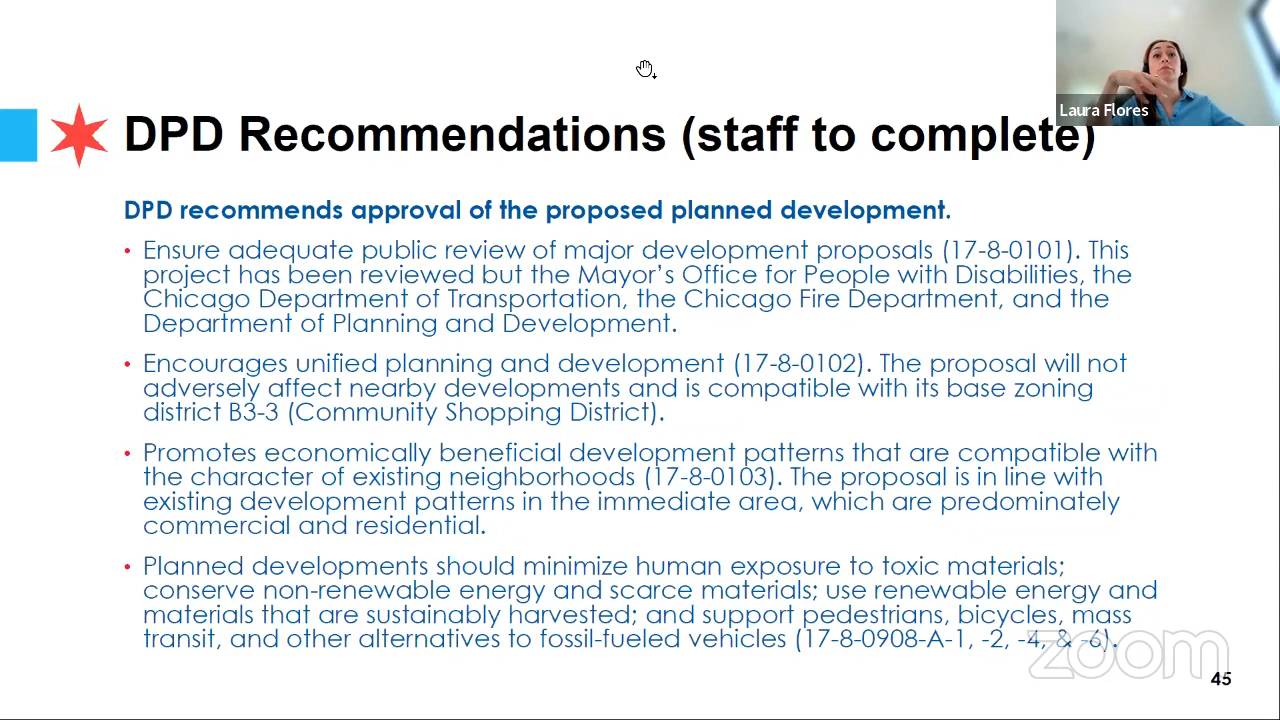 Laura Flores
DPD Recommendations (staff to complete)
DPD recommends approval of the proposed planned development.
• Ensure adequate public review of major development proposals (17-8-0101). This
project has been reviewed but the Mayor's Office for People with Disabilities, the
Chicago Department of Transportation, the Chicago Fire Department, and the
Department of Planning and Development.
• Encourages unified planning and development (17-8-0102). The proposal will not
adversely affect nearby developments and is compatible with its base zoning
district B3-3 (Community Shopping District).
• Promotes economically beneficial development patterns that are compatible with
the character of existing neighborhoods (17-8-0103). The proposal is in line with
existing development patterns in the immediate area, which are predominately
commercial and residential.
• Planned developments should minimize human exposure to toxic materials;
conserve non-renewable energy and scarce materials; use renewable energy and
materials that are sustainably harvested; and support pedestrians, bicycles, mass
transit, and other alternatives to fossil-fueled vehicles (17-8-0908-A-1, -2, -4, & -6).
zoom
45